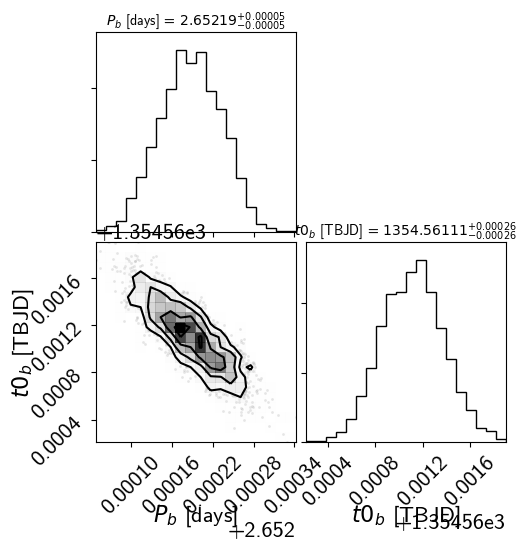 P_b [days] = 2.65219^{+0.00005}_{-0.00005}
+1.35456e3
t0_b [TBJD] = 1354.56111^{+0.00026}_{-0.00026}
t0_b [TBJD]
0.0016
0.0012
0.0008
0.0004
0.00010
0.00016
0.00022
0.00028
0.00034
P_b [days]
+2.652
0.0004
0.0008
0.0012
0.0016
t0_b [TBJD]
+1.35456e3